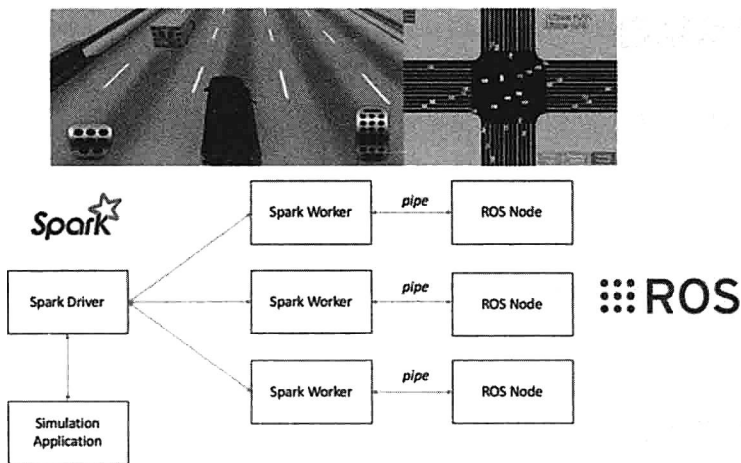 Spark
Spark Worker
pipe
ROS Node
Spark Driver
Spark Worker
pipe
ROS Node
ROS
Spark Worker
pipe
ROS Node
Simulation
Application